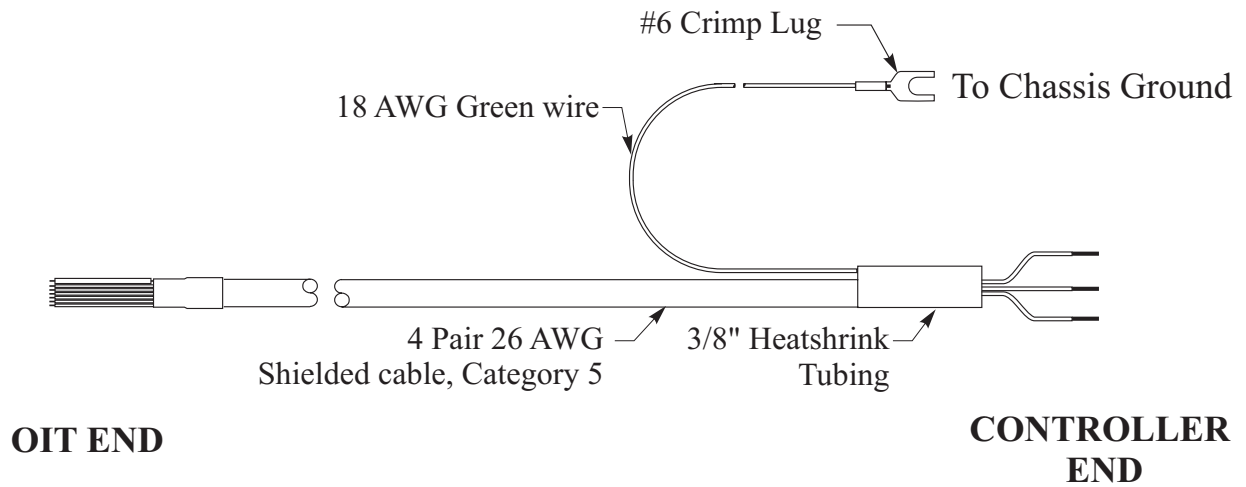 #6 Crimp Lug
To Chassis Ground
18 AWG Green wire
4 Pair 26 AWG
Shielded cable, Category 5
3/8" Heatshrink
Tubing
OIT END
CONTROLLER
END